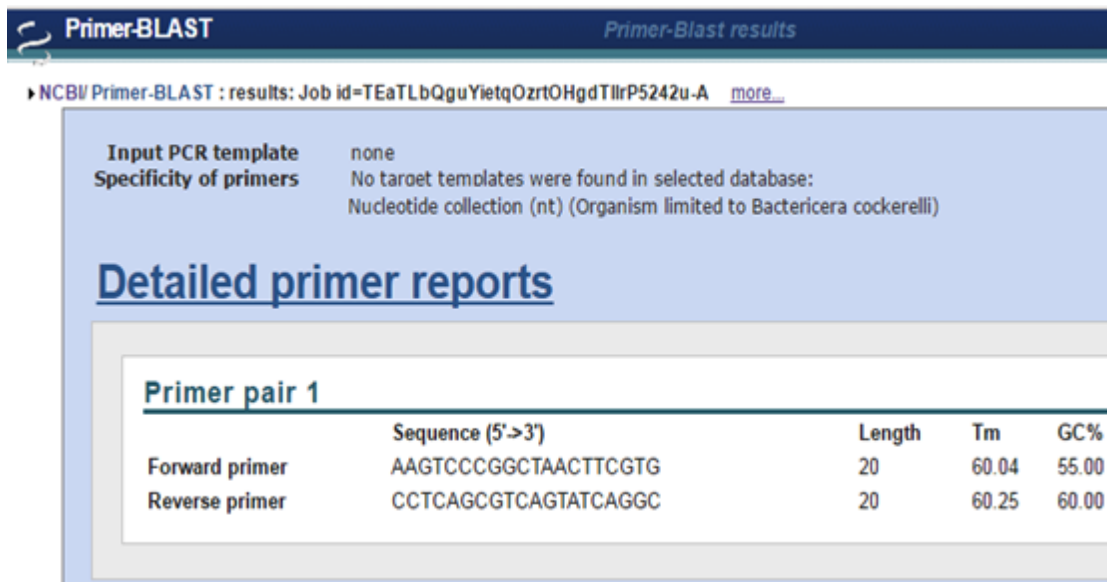 Primer-BLAST Primer-Blast results
NCBI/ Primer-BLAST : results: Job id=TEaTLbQguYietqOzrtOHgdTIIrP5242u-A more...
Input PCR template none
Specificity of primers No target templates were found in selected database:
Nucleotide collection (nt) (Organism limited to Bactericera cockerelli)
Detailed primer reports
Primer pair 1
Sequence (5'->3') Length Tm GC%
Forward primer AAGTCCCGGCTAACTTCGTG 20 60.04 55.00
Reverse primer CCTCAGCGTCAGTATCAGGC 20 60.25 60.00